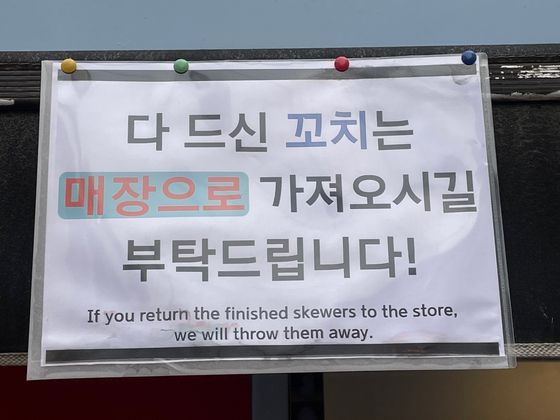 다 드신 꼬치는
매장으로 가져오시길
부탁드립니다!
If you return the finished skewers to the store,
we will throw them away.